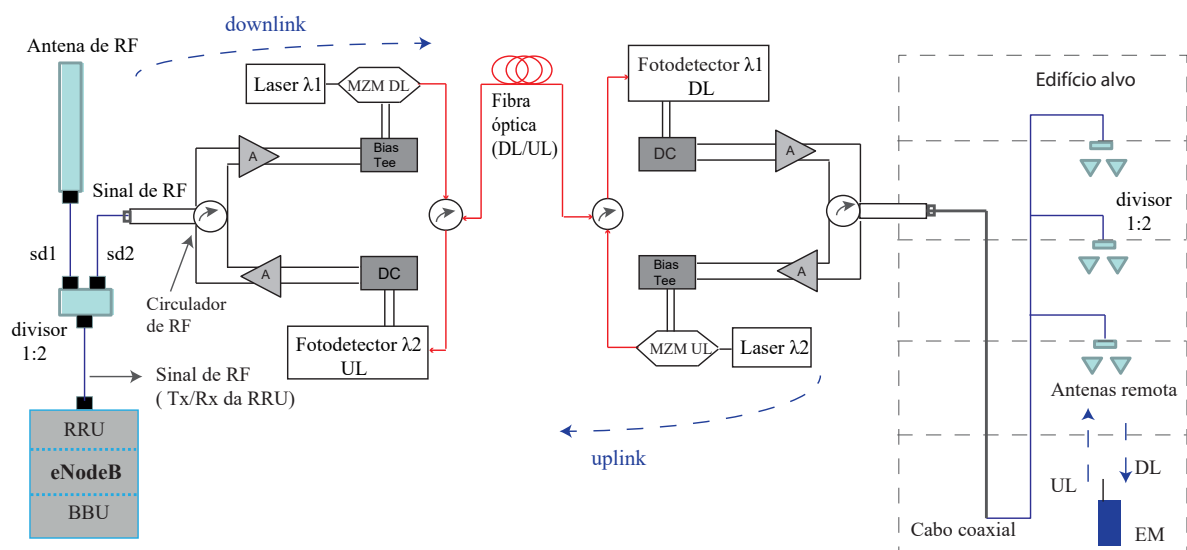 downlink
Antena de RF
Laser λ1
MZM DL
Fibra
óptica
(DL/UL)
Fotodetector λ1
DL
Edifício alvo
A
Bias
Tee
DC
A
Sinal de RF
divisor
1:2
sd1
sd2
A
DC
Bias
Tee
A
Circulador
de RF
divisor
1:2
Fotodetector λ2
UL
MZM UL
Laser λ2
Sinal de RF
( Tx/Rx da RRU)
Antenas remota
RRU
eNodeB
BBU
uplink
UL
DL
Cabo coaxial
EM